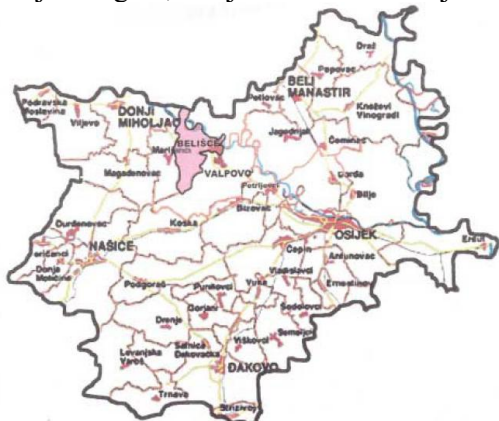 Draž
Popovac
BELI
MANASTIR
Petlovac
Kneževi
Vinogradi
Podravska
Moslavina
Viljevo
DONJI
MIHOLJAC
Jagodnjak
Čeminac
BELIŠĆE
Marijanci
VALPOVO
Magadenovac
Darda
Bilje
Petrijevci
Bizovac
Koška
OSIJEK
Erdut
Đurđenovac
NAŠICE
Čepin
Antunovac
Donja
Motičina
Vladislavci
Ernestinovo
Podgorač
Punitovci
Vuka
Gorjani
Šodolovci
Drenje
Semeljci
Satnica
Đakovačka
Viškovci
Levanjska
Varoš
ĐAKOVO
Trnava
Strizivojna